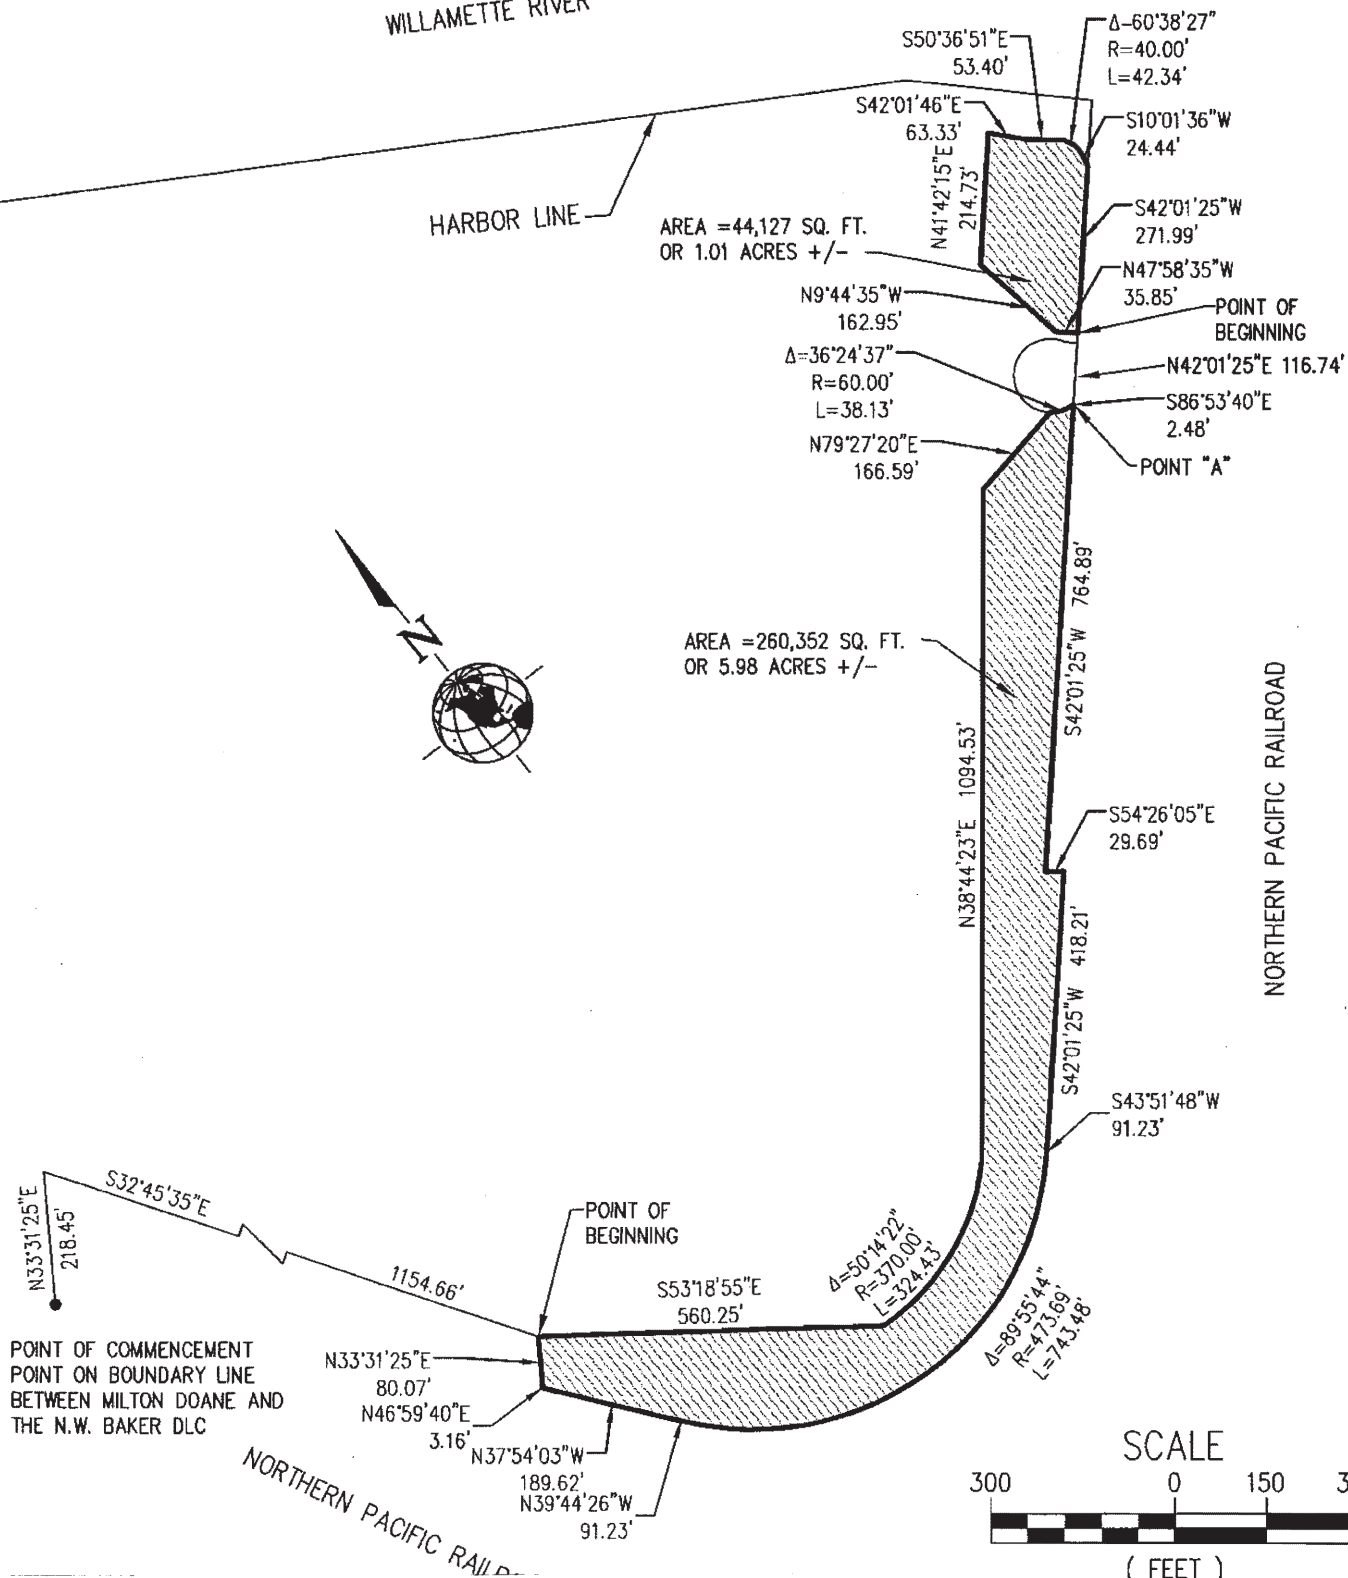 WILLAMETTE RIVER
S50°36'51"E
53.40'
Δ-60°38'27"
R=40.00'
L=42.34'
S42°01'46"E
63.33'
S10°01'36"W
24.44'
N41°42'15"E
214.73'
HARBOR LINE
AREA =44,127 SQ. FT.
OR 1.01 ACRES +/-
S42°01'25"W
271.99'
N47°58'35"W
35.85'
N9°44'35"W
162.95'
POINT OF
BEGINNING
Δ=36°24'37"
R=60.00'
L=38.13'
N42°01'25"E 116.74'
S86°53'40"E
2.48'
N79°27'20"E
166.59'
POINT "A"
N
S42°01'25"W 764.89'
AREA =260,352 SQ. FT.
OR 5.98 ACRES +/-
NORTHERN PACIFIC RAILROAD
N38°44'23"E 1094.53'
S54°26'05"E
29.69'
S42°01'25"W 418.21'
S43°51'48"W
91.23'
S32°45'35"E
1154.66'
N33°31'25"E
218.45'
POINT OF
BEGINNING
S53°18'55"E
560.25'
Δ=50°14'22"
R=370.00'
L=324.43'
Δ=89°55'44"
R=473.69'
L=743.48'
POINT OF COMMENCEMENT
POINT ON BOUNDARY LINE
BETWEEN MILTON DOANE AND
THE N.W. BAKER DLC
N33°31'25"E
80.07'
N46°59'40"E
3.16'
N37°54'03"W
189.62'
N39°44'26"W
91.23'
NORTHERN PACIFIC
SCALE
300 0 150
( FEET )